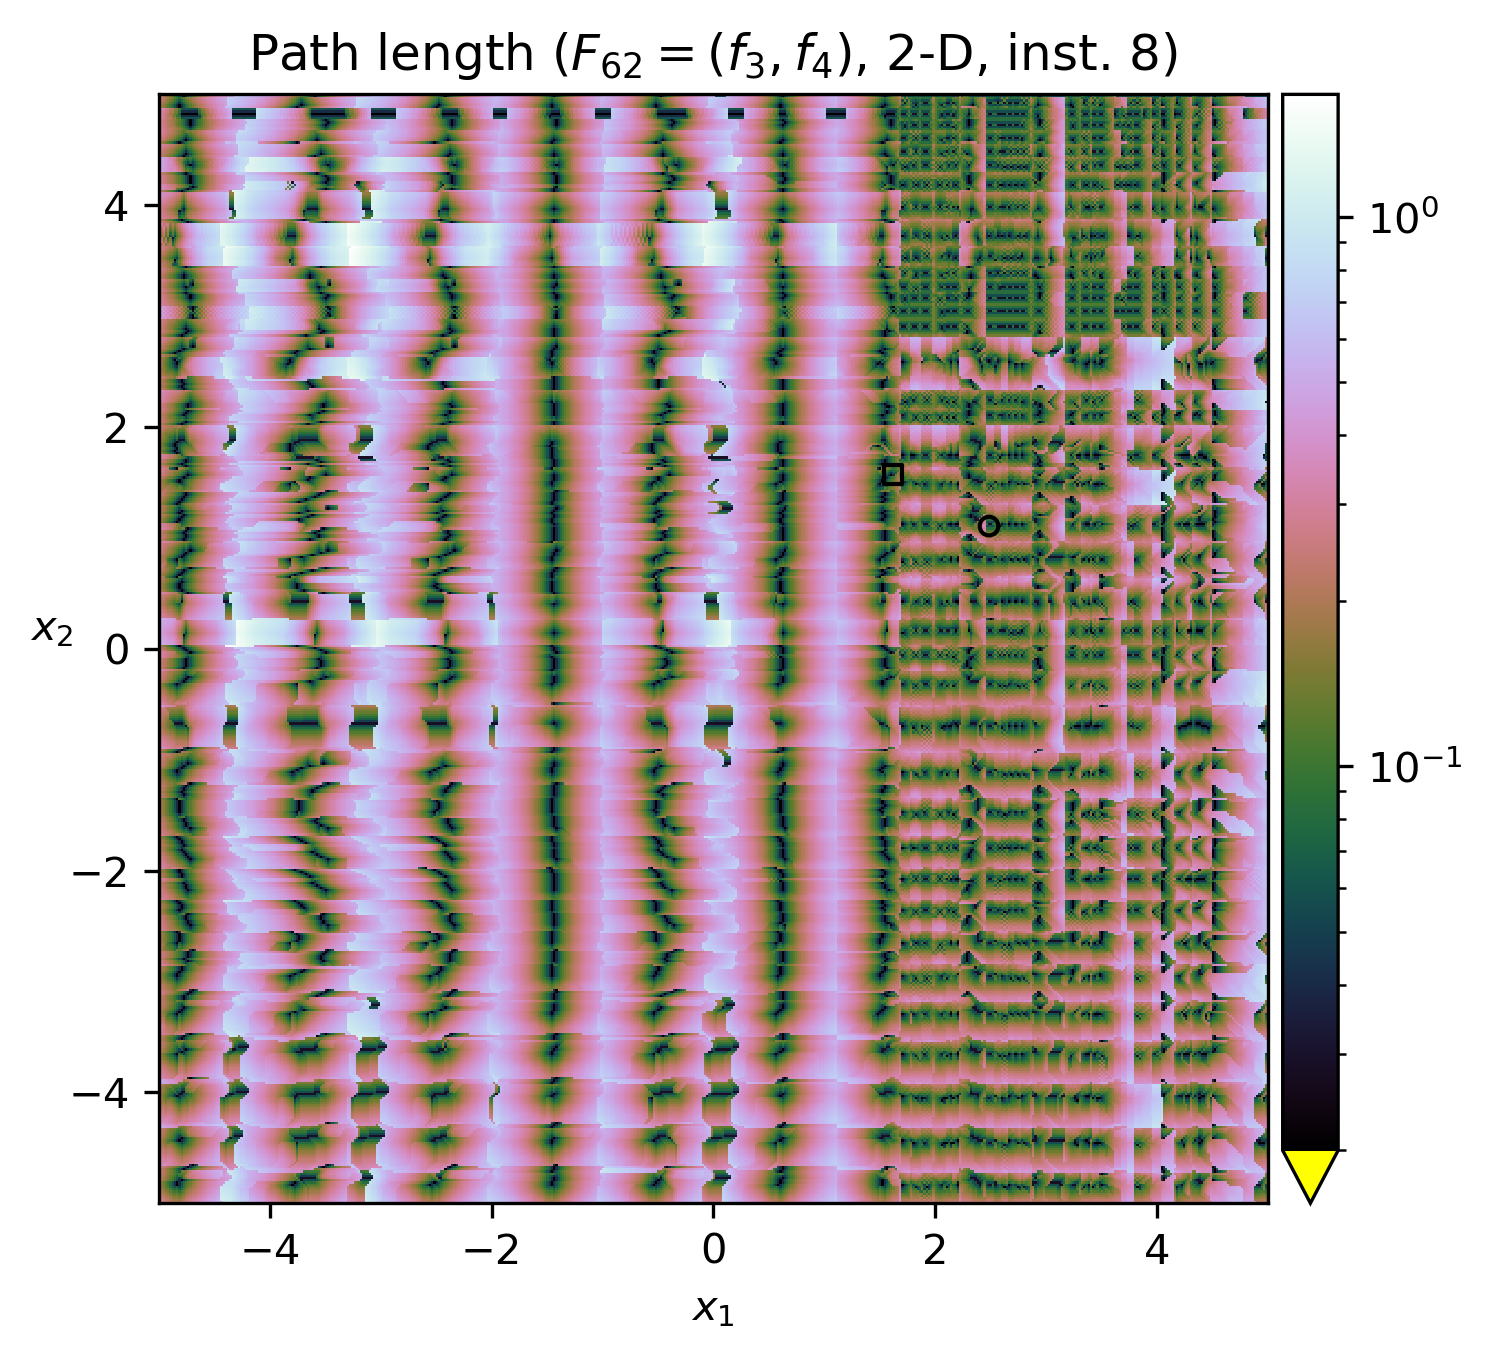 Path length (F₆₂ = (f₃, f₄), 2-D, inst. 8)
x₂
4
2
0
−2
−4
−4 −2 0 2 4
x₁
10⁰
10⁻¹